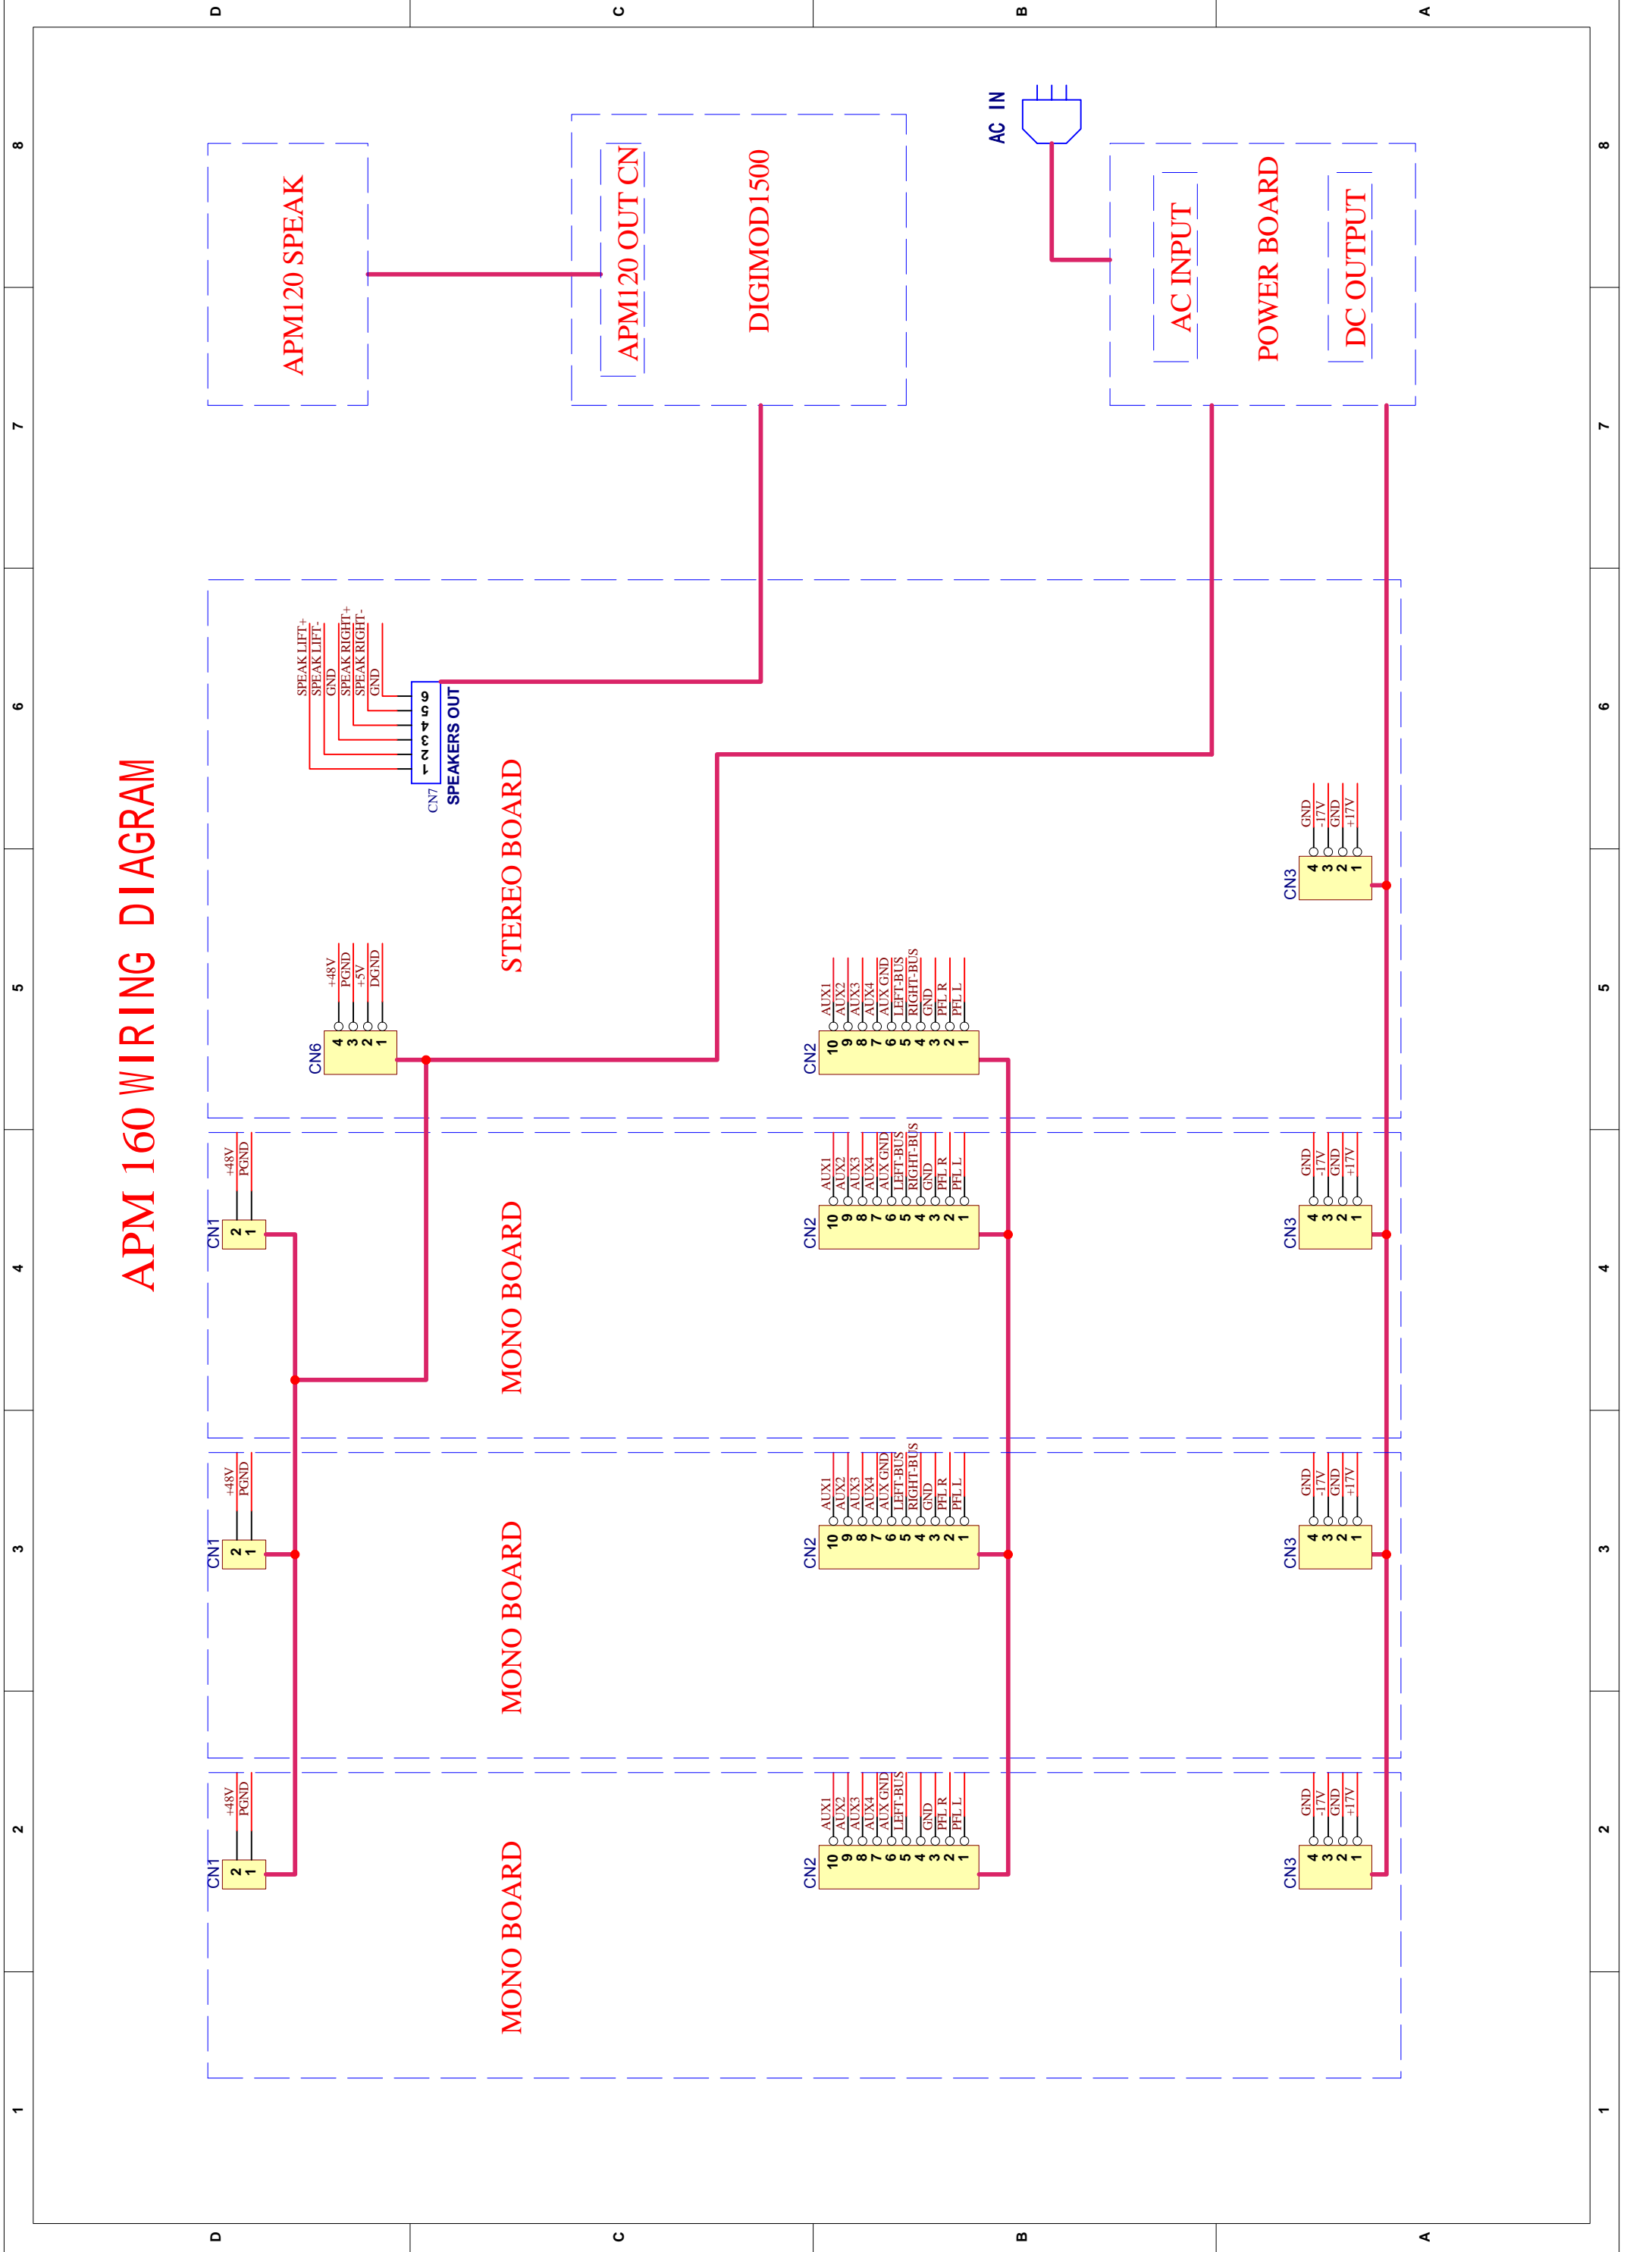 1 2 3 4 5 6 7 8
D D
C C
B B
A A
APM 160 WIRING DIAGRAM
CN1
2 +48V
1 PGND
MONO BOARD
CN2
10 AUX1
9 AUX2
8 AUX3
7 AUX4
6 AUX GND
5 LEFT-BUS
4
3 GND
2 PFL R
1 PFL L
CN3
4 GND
3 -17V
2 GND
1 +17V
CN1
2 +48V
1 PGND
MONO BOARD
CN2
10 AUX1
9 AUX2
8 AUX3
7 AUX4
6 AUX GND
5 LEFT-BUS
4 RIGHT-BUS
3 GND
2 PFL R
1 PFL L
CN3
4 GND
3 -17V
2 GND
1 +17V
CN1
2 +48V
1 PGND
MONO BOARD
CN2
10 AUX1
9 AUX2
8 AUX3
7 AUX4
6 AUX GND
5 LEFT-BUS
4 RIGHT-BUS
3 GND
2 PFL R
1 PFL L
CN3
4 GND
3 -17V
2 GND
1 +17V
CN6
4 +48V
3 PGND
2 +5V
1 DGND
SPEAK LIFT+
SPEAK LIFT-
GND
SPEAK RIGHT+
SPEAK RIGHT-
GND
1 2 3 4 5 6
CN7
SPEAKERS OUT
STEREO BOARD
CN2
10 AUX1
9 AUX2
8 AUX3
7 AUX4
6 AUX GND
5 LEFT-BUS
4 RIGHT-BUS
3 GND
2 PFL R
1 PFL L
CN3
4 GND
3 -17V
2 GND
1 +17V
APM120 SPEAK
APM120 OUT CN
DIGIMOD1500
AC IN
AC INPUT
POWER BOARD
DC OUTPUT
1 2 3 4 5 6 7 8